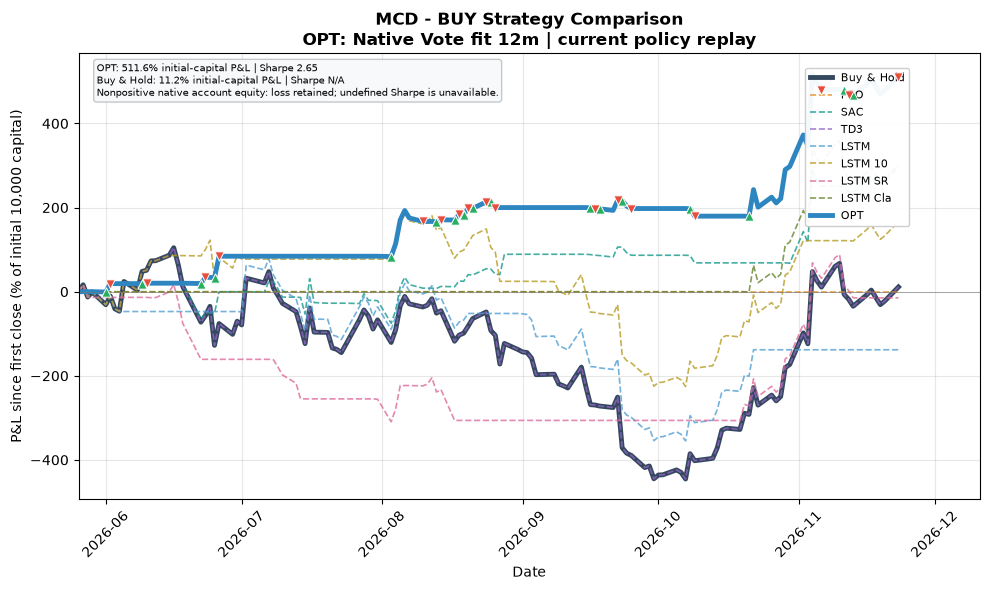 MCD - BUY Strategy Comparison
OPT: Native Vote fit 12m | current policy replay
OPT: 511.6% initial-capital P&L | Sharpe 2.65
Buy & Hold: 11.2% initial-capital P&L | Sharpe N/A
Nonpositive native account equity: loss retained; undefined Sharpe is unavailable.
Buy & Hold
SAC
TD3
LSTM
LSTM 10
LSTM SR
LSTM Cla
OPT
P&L since first close (% of initial 10,000 capital)
400
200
0
−200
−400
2026-06
2026-07
2026-08
2026-09
2026-10
2026-11
2026-12
Date